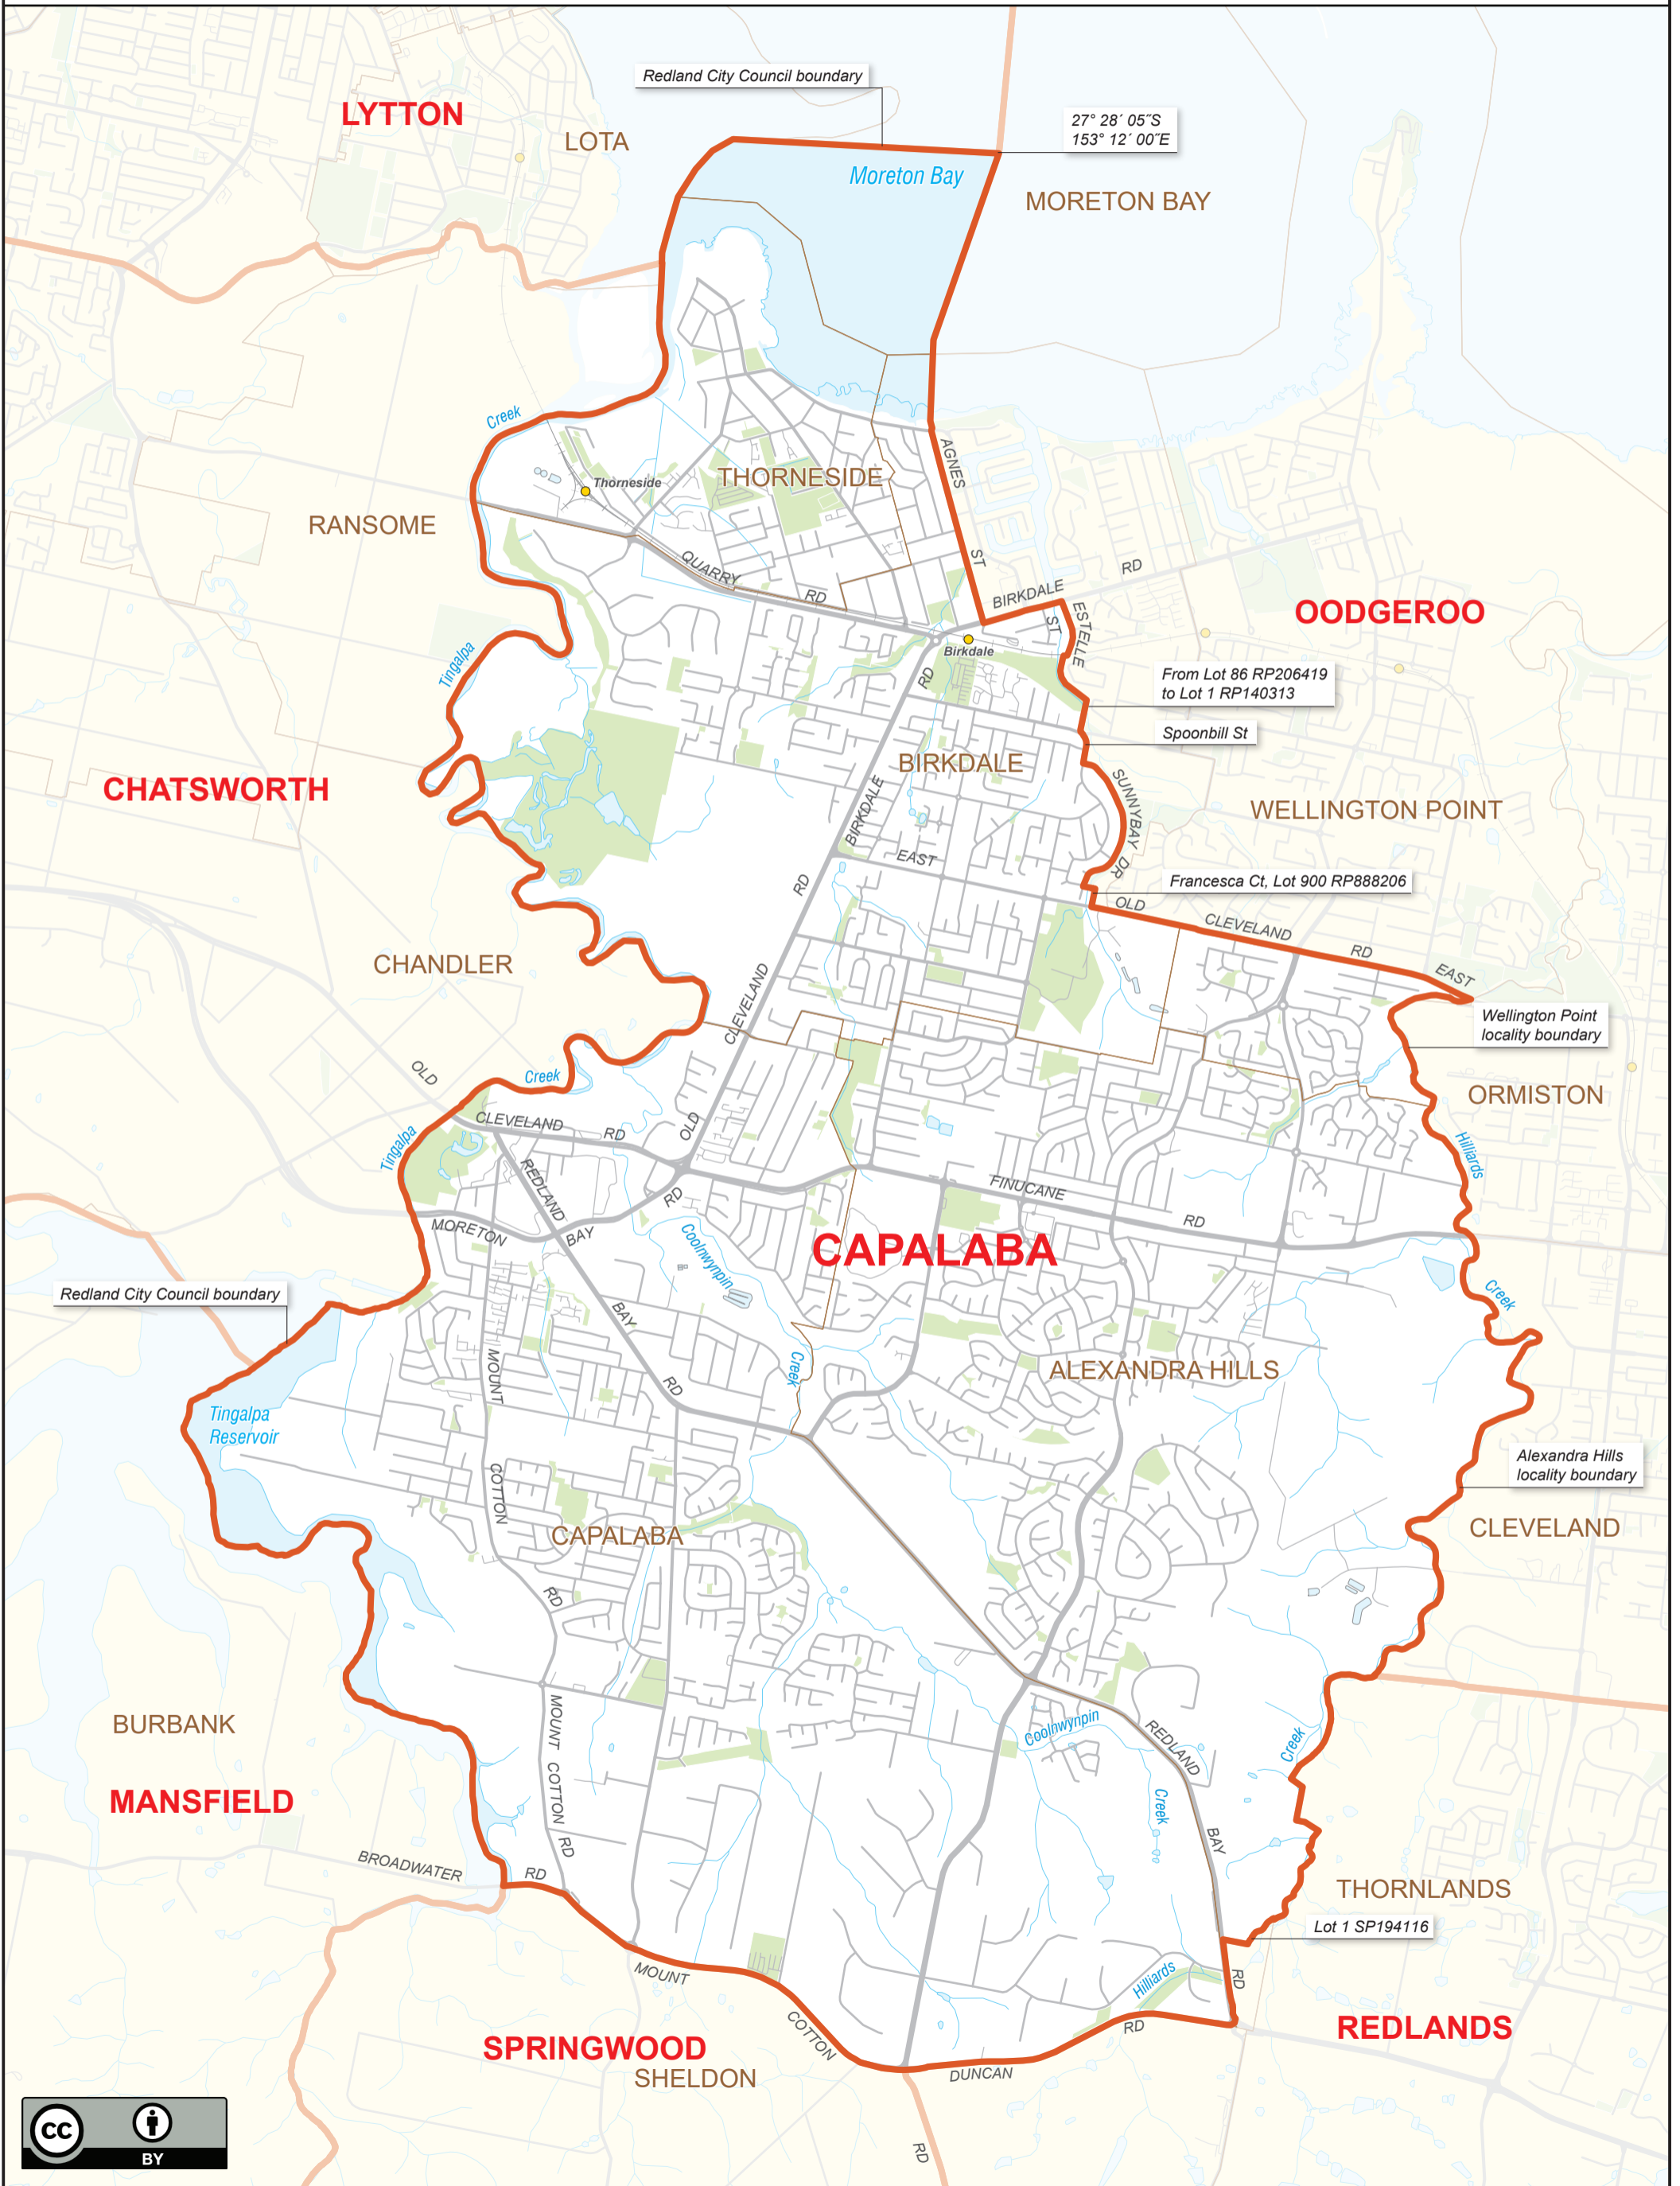 Redland City Council boundary
LYTTON
LOTA
27° 28´ 05˝S
153° 12´ 00˝E
Moreton Bay
MORETON BAY
Creek
AGNES
THORNESIDE
Thorneside
RANSOME
QUARRY
RD
ST
RD
BIRKDALE
ST
ESTELLE
OODGEROO
Birkdale
Tingalpa
RD
From Lot 86 RP206419
to Lot 1 RP140313
Spoonbill St
BIRKDALE
CHATSWORTH
SUNNYBAY
DR
WELLINGTON POINT
BIRKDALE
EAST
RD
Francesca Ct, Lot 900 RP888206
OLD
CLEVELAND
RD
EAST
CHANDLER
CLEVELAND
Wellington Point
locality boundary
OLD
Creek
ORMISTON
CLEVELAND
RD
OLD
Tingalpa
Hilliards
REDLAND
FINUCANE
RD
RD
MORETON
BAY
Coolnwynpin
CAPALABA
Redland City Council boundary
Creek
BAY
MOUNT
Creek
ALEXANDRA HILLS
RD
Tingalpa
Reservoir
Alexandra Hills
locality boundary
COTTON
CAPALABA
CLEVELAND
RD
BURBANK
MOUNT
Coolnwynpin
REDLAND
Creek
MANSFIELD
COTTON
Creek
BAY
RD
BROADWATER
RD
THORNLANDS
Lot 1 SP194116
MOUNT
Hilliards
RD
COTTON
RD
REDLANDS
SPRINGWOOD
SHELDON
DUNCAN
RD
CC
BY